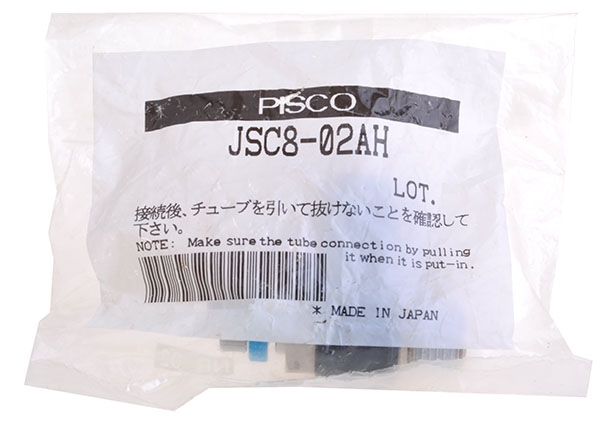 PISCO
JSC8-02AH
LOT.
接続後、チューブを引いて抜けないことを確認して
下さい。
NOTE: Make sure the tube connection by pulling
it when it is put-in.
* MADE IN JAPAN